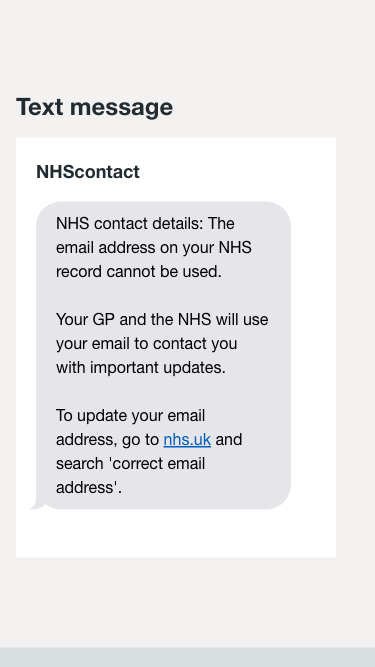 Text message
NHScontact
NHS contact details: The
email address on your NHS
record cannot be used.
Your GP and the NHS will use
your email to contact you
with important updates.
To update your email
address, go to nhs.uk and
search 'correct email
address'.